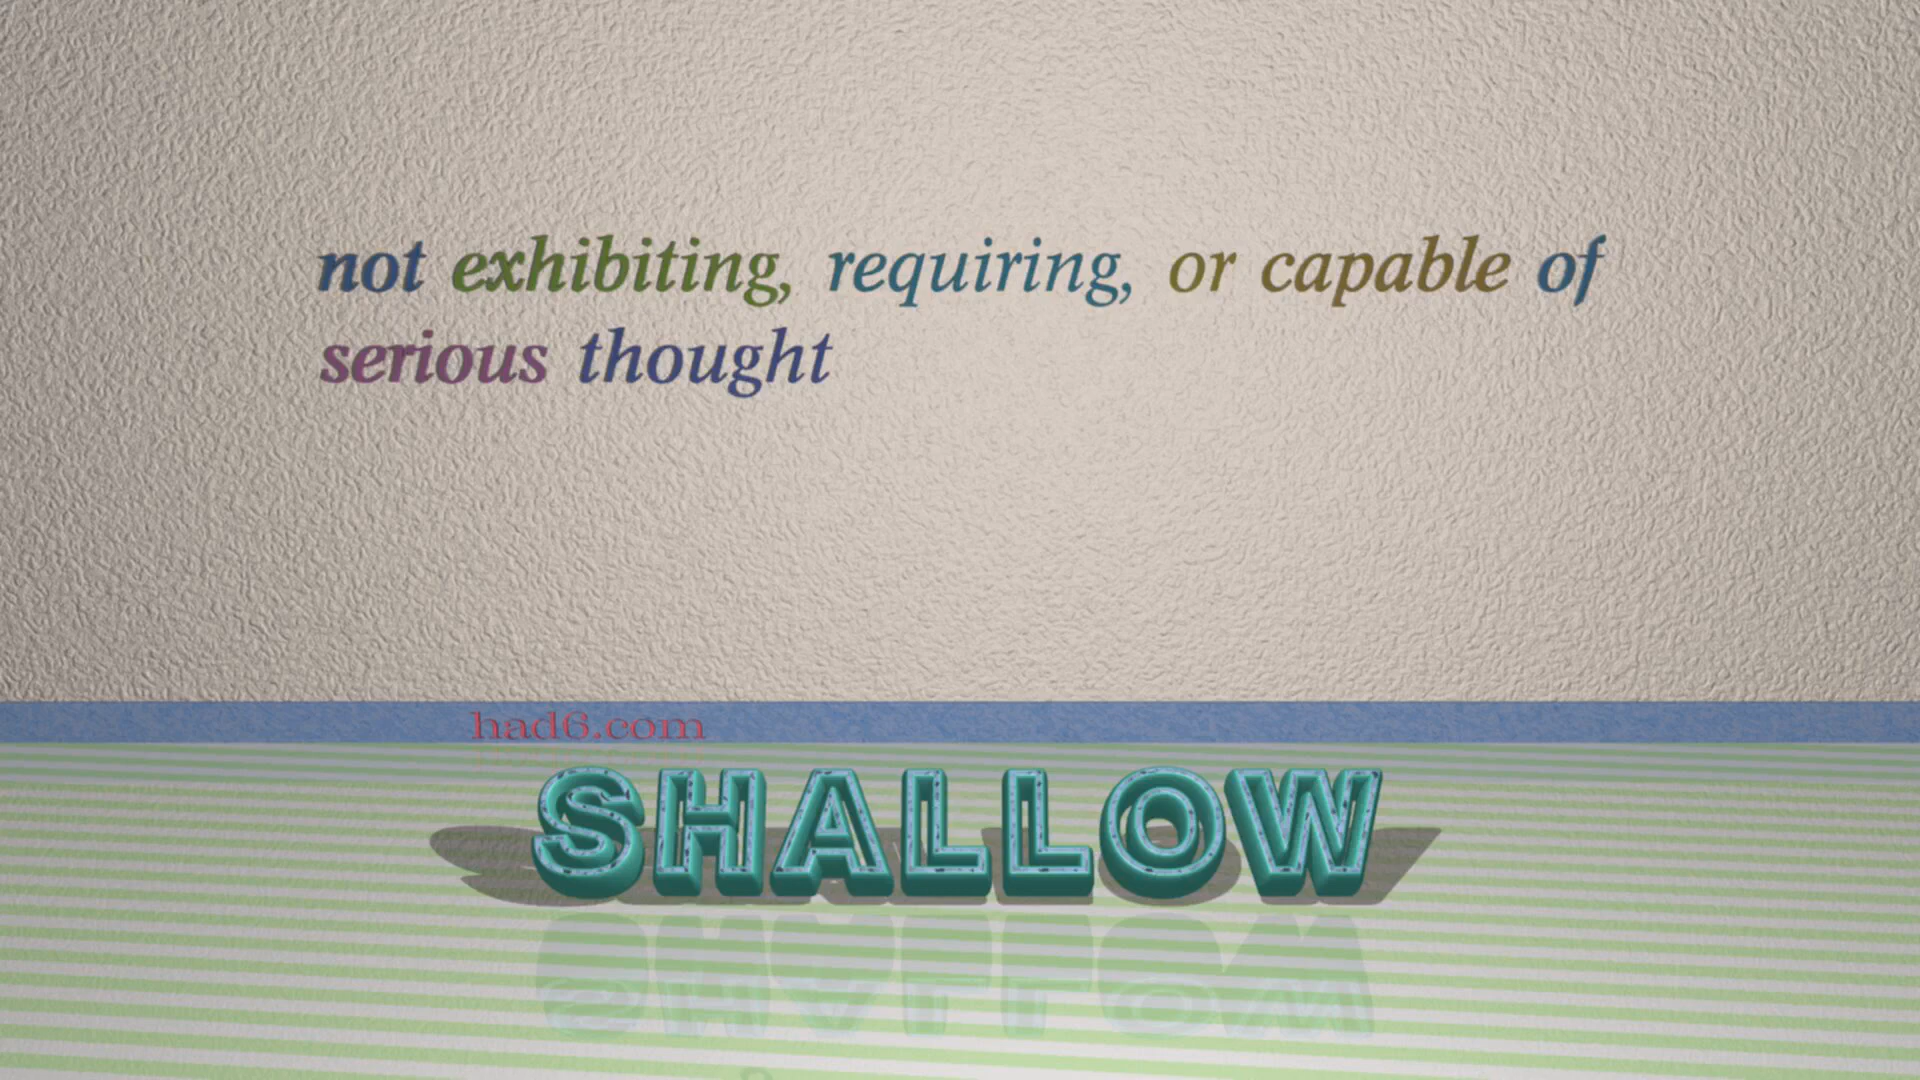 not exhibiting, requiring, or capable of
serious thought
had6.com
SHALLOW